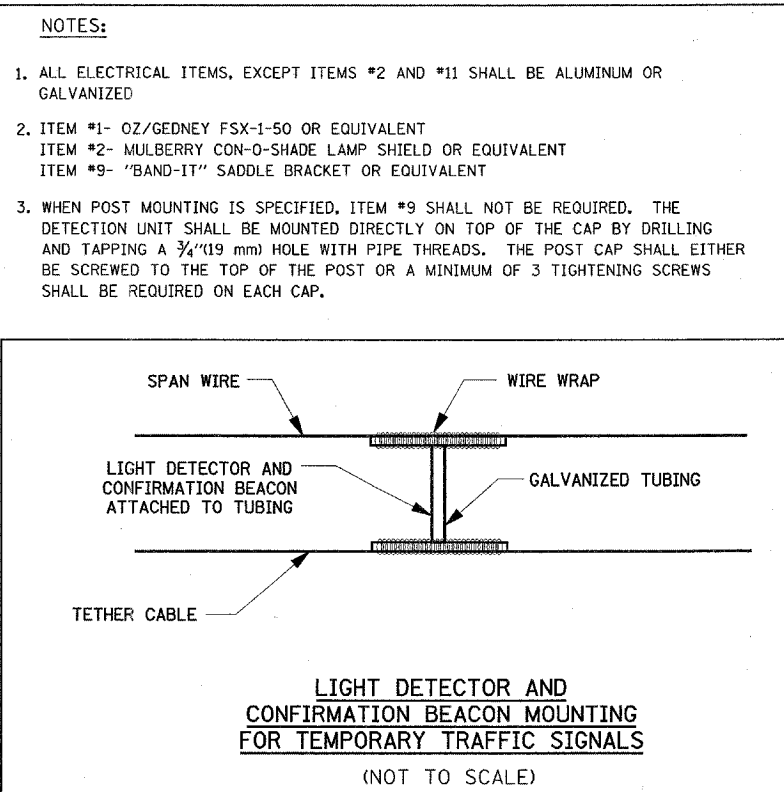 NOTES:
1. ALL ELECTRICAL ITEMS, EXCEPT ITEMS #2 AND #11 SHALL BE ALUMINUM OR
GALVANIZED
2. ITEM #1- OZ/GEDNEY FSX-1-50 OR EQUIVALENT
ITEM #2- MULBERRY CON-O-SHADE LAMP SHIELD OR EQUIVALENT
ITEM #9- "BAND-IT" SADDLE BRACKET OR EQUIVALENT
3. WHEN POST MOUNTING IS SPECIFIED, ITEM #9 SHALL NOT BE REQUIRED. THE
DETECTION UNIT SHALL BE MOUNTED DIRECTLY ON TOP OF THE CAP BY DRILLING
AND TAPPING A ¾"(19 mm) HOLE WITH PIPE THREADS. THE POST CAP SHALL EITHER
BE SCREWED TO THE TOP OF THE POST OR A MINIMUM OF 3 TIGHTENING SCREWS
SHALL BE REQUIRED ON EACH CAP.
SPAN WIRE
WIRE WRAP
LIGHT DETECTOR AND
CONFIRMATION BEACON
ATTACHED TO TUBING
GALVANIZED TUBING
TETHER CABLE
LIGHT DETECTOR AND
CONFIRMATION BEACON MOUNTING
FOR TEMPORARY TRAFFIC SIGNALS
(NOT TO SCALE)